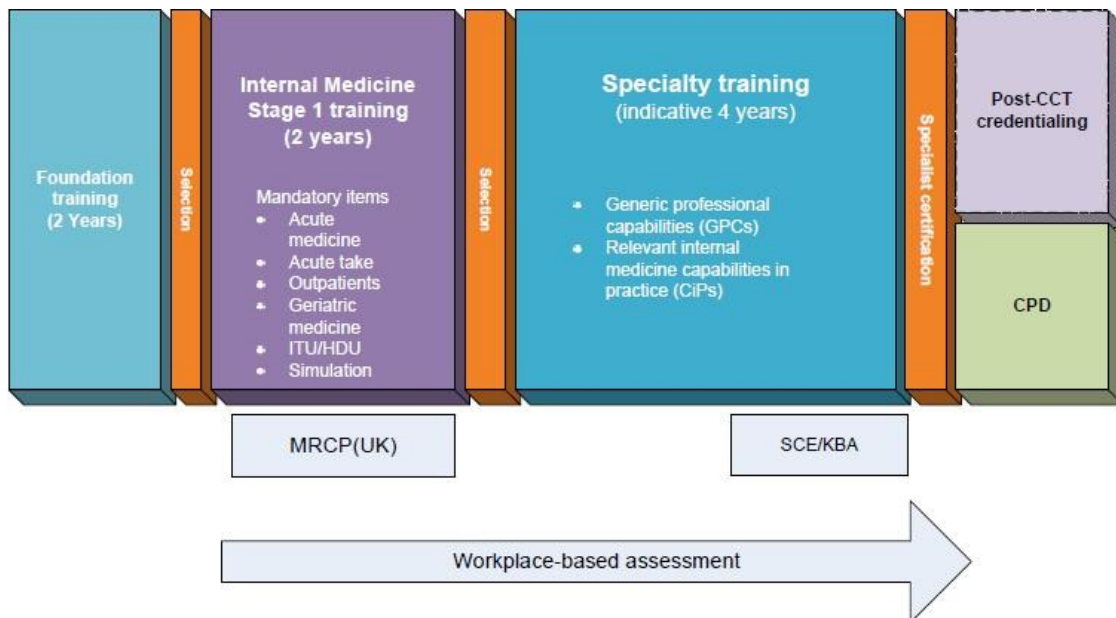 Foundation
training
(2 Years)
Selection
Internal Medicine
Stage 1 training
(2 years)
Mandatory items
Acute
medicine
Acute take
Outpatients
Geriatric
medicine
ITU/HDU
Simulation
Selection
Specialty training
(indicative 4 years)
Generic professional
capabilities (GPCs)
Relevant internal
medicine capabilities in
practice (CiPs)
Specialist certification
Post-CCT
credentialing
CPD
MRCP(UK)
SCE/KBA
Workplace-based assessment